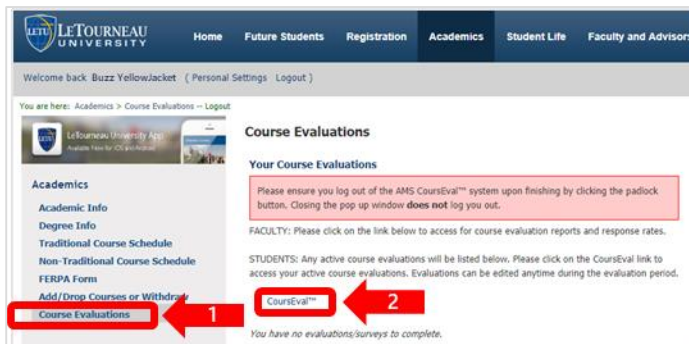 LETU LETOURNEAU
UNIVERSITY
Home Future Students Registration Academics Student Life Faculty and Advisors
Welcome back Buzz YellowJacket ( Personal Settings Logout )
You are here: Academics > Course Evaluations -- Logout
LeTourneau University App
Available Now for iOS and Android
Course Evaluations
Your Course Evaluations
Please ensure you log out of the AMS CoursEval™ system upon finishing by clicking the padlock
button. Closing the pop up window does not log you out.
FACULTY: Please click on the link below to access for course evaluation reports and response rates.
STUDENTS: Any active course evaluations will be listed below. Please click on the CoursEval link to
access your active course evaluations. Evaluations can be edited anytime during the evaluation period.
CoursEval™
2
You have no evaluations/surveys to complete.
Academics
Academic Info
Degree Info
Traditional Course Schedule
Non-Traditional Course Schedule
FERPA Form
Add/Drop Courses or Withdraw
Course Evaluations
1